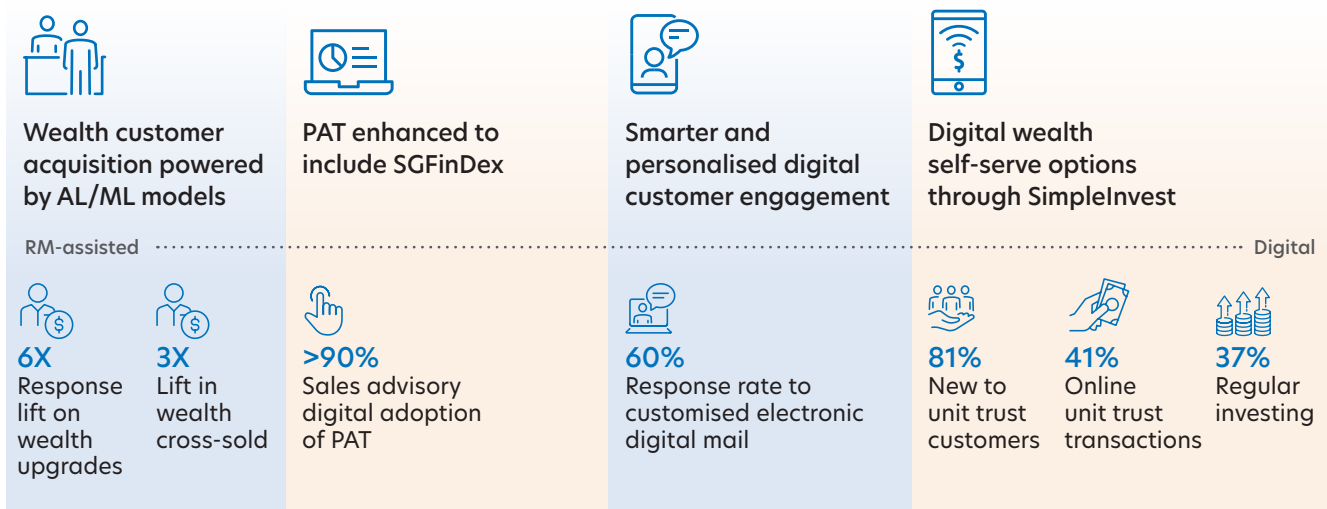 Wealth customer
acquisition powered
by AL/ML models
PAT enhanced to
include SGFinDex
Smarter and
personalised digital
customer engagement
Digital wealth
self-serve options
through SimpleInvest
RM-assisted
Digital
6X
Response
lift on
wealth
upgrades
3X
Lift in
wealth
cross-sold
>90%
Sales advisory
digital adoption
of PAT
60%
Response rate to
customised electronic
digital mail
81%
New to
unit trust
customers
41%
Online
unit trust
transactions
37%
Regular
investing